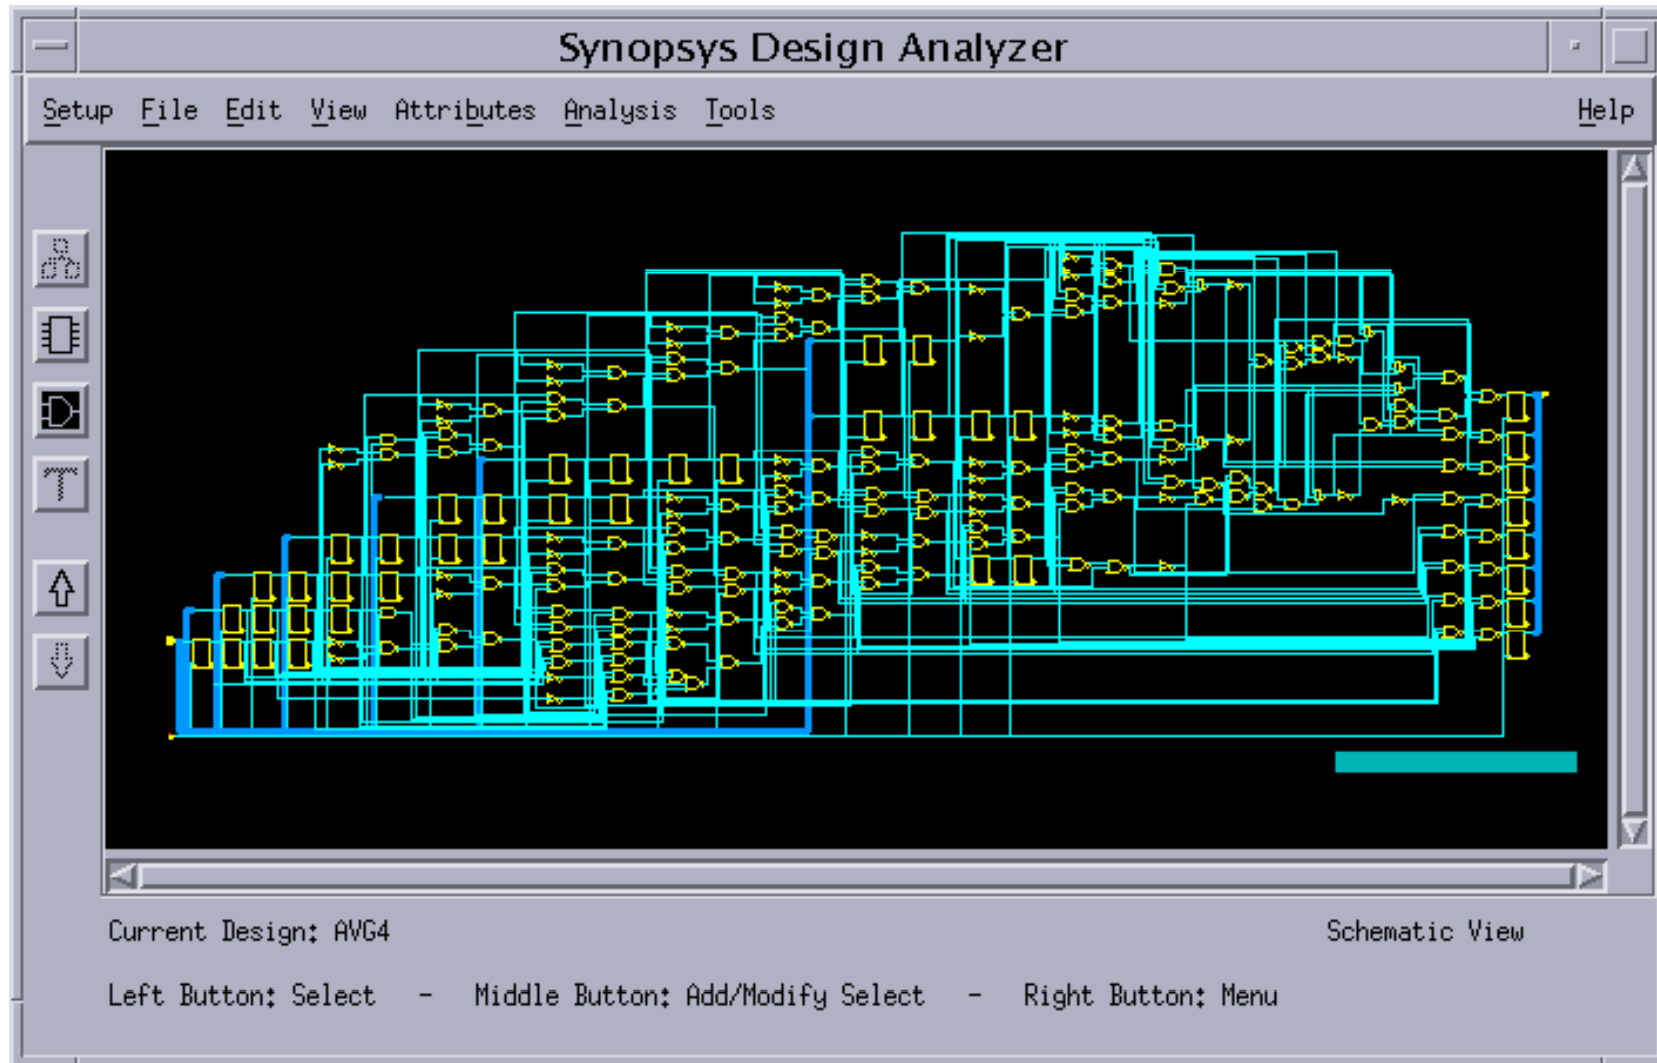 Synopsys Design Analyzer
Setup File Edit View Attributes Analysis Tools Help
Current Design: AVG4 Schematic View
Left Button: Select - Middle Button: Add/Modify Select - Right Button: Menu